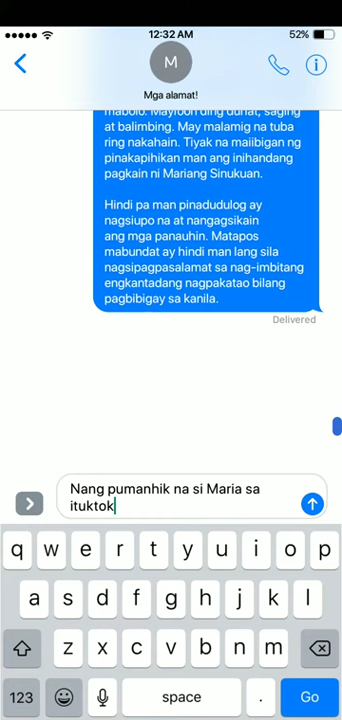 12:32 AM
52%
M
Mga alamat!
mabolo. Mayroon ding duhat, saging
at balimbing. May malamig na tuba
ring nakahain. Tiyak na maiibigan ng
pinakapihikan man ang inihandang
pagkain ni Mariang Sinukuan.
Hindi pa man pinadudulog ay
nagsiupo na at nangagsikain
ang mga panauhin. Matapos
mabundat ay hindi man lang sila
nagsipagpasalamat sa nag-imbitang
engkantadang nagpakatao bilang
pagbibigay sa kanila.
Delivered
Nang pumanhik na si Maria sa
ituktok
q w e r t y u i o p
a s d f g h j k l
z x c v b n m
123 space . Go